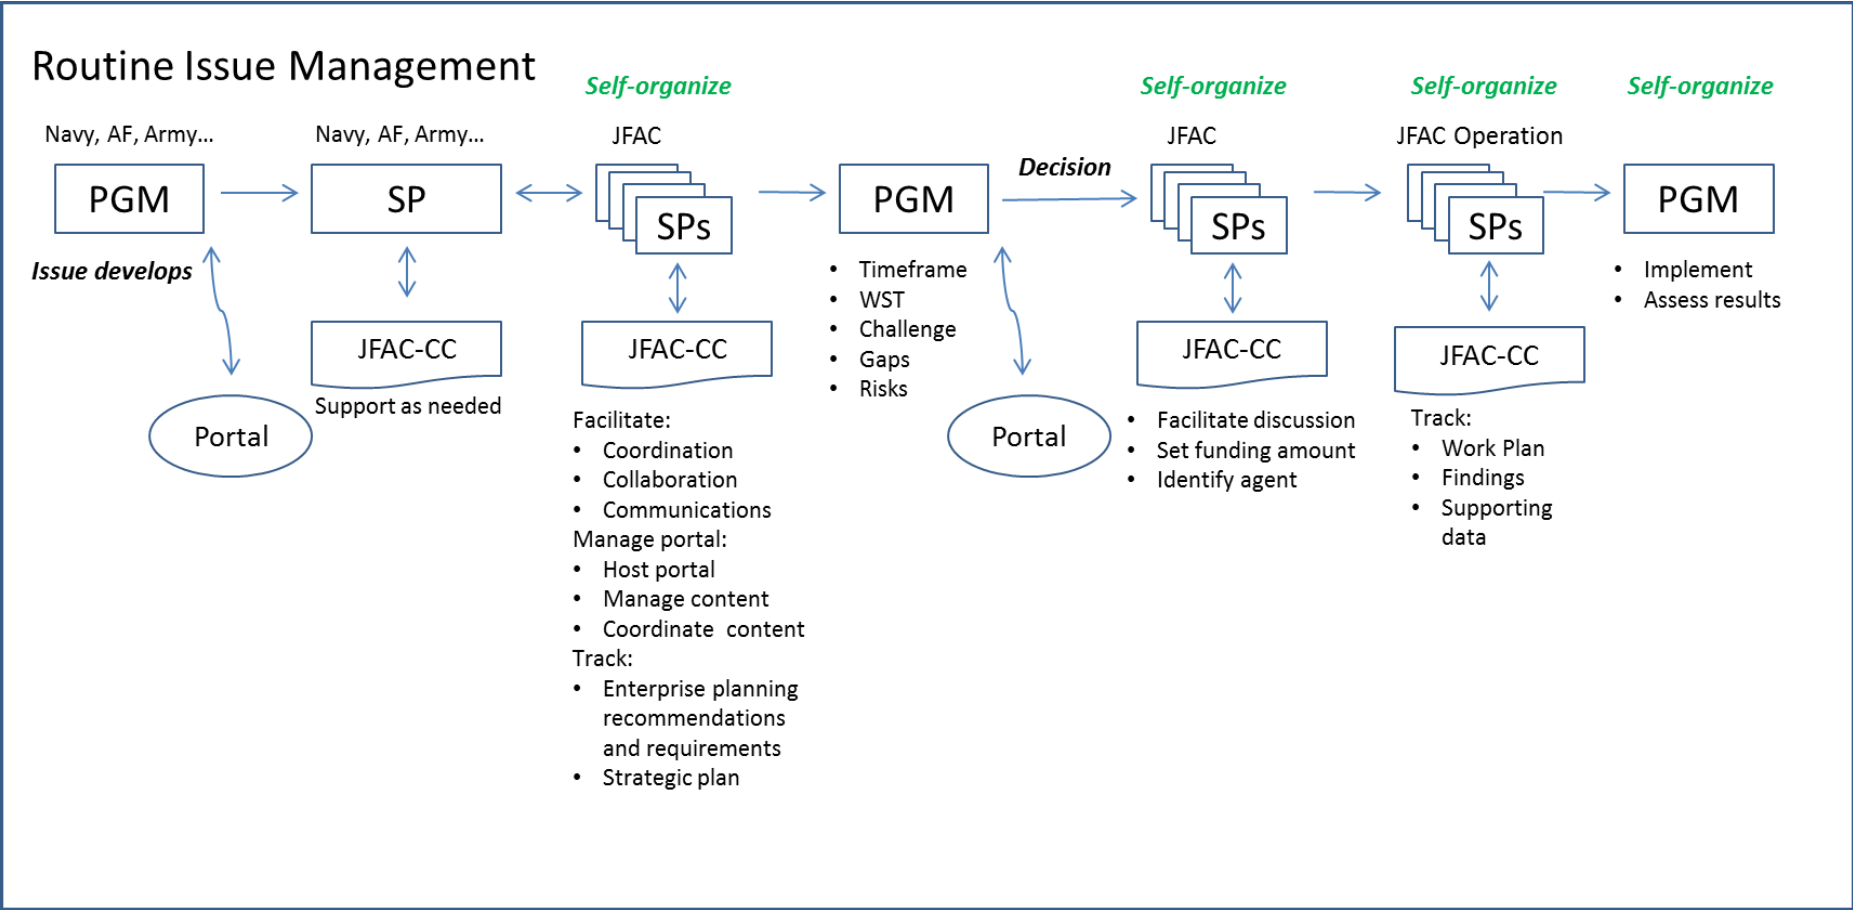 Routine Issue Management
Self-organize
Self-organize
Self-organize
Self-organize
Navy, AF, Army...
Navy, AF, Army...
JFAC
JFAC
JFAC Operation
PGM
SP
SPs
PGM
Decision
SPs
SPs
PGM
Issue develops
JFAC-CC
Support as needed
Portal
JFAC-CC
Facilitate:
• Coordination
• Collaboration
• Communications
Manage portal:
• Host portal
• Manage content
• Coordinate content
Track:
• Enterprise planning
recommendations
and requirements
• Strategic plan
• Timeframe
• WST
• Challenge
• Gaps
• Risks
Portal
JFAC-CC
• Facilitate discussion
• Set funding amount
• Identify agent
JFAC-CC
Track:
• Work Plan
• Findings
• Supporting
data
• Implement
• Assess results